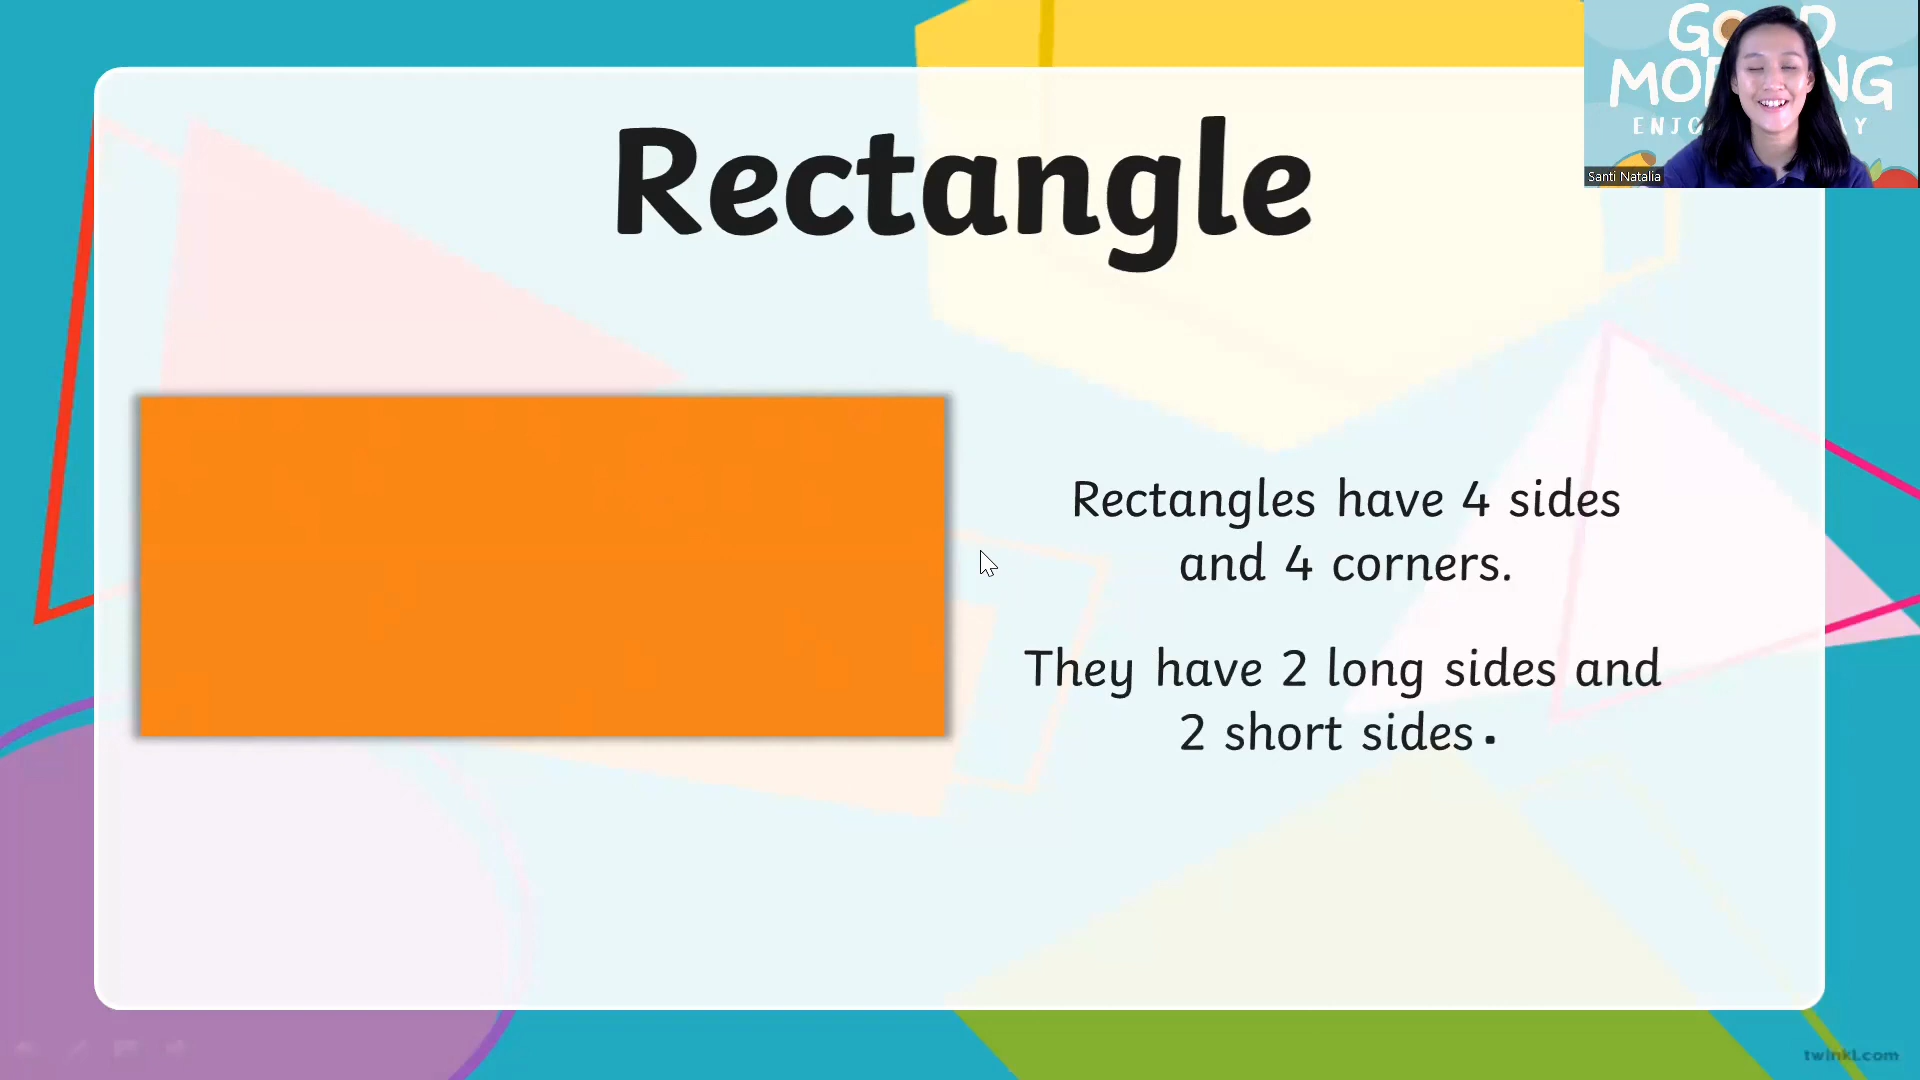 Rectangle
Rectangles have 4 sides
and 4 corners.
They have 2 long sides and
2 short sides.
Santi Natalia
twinkl.com